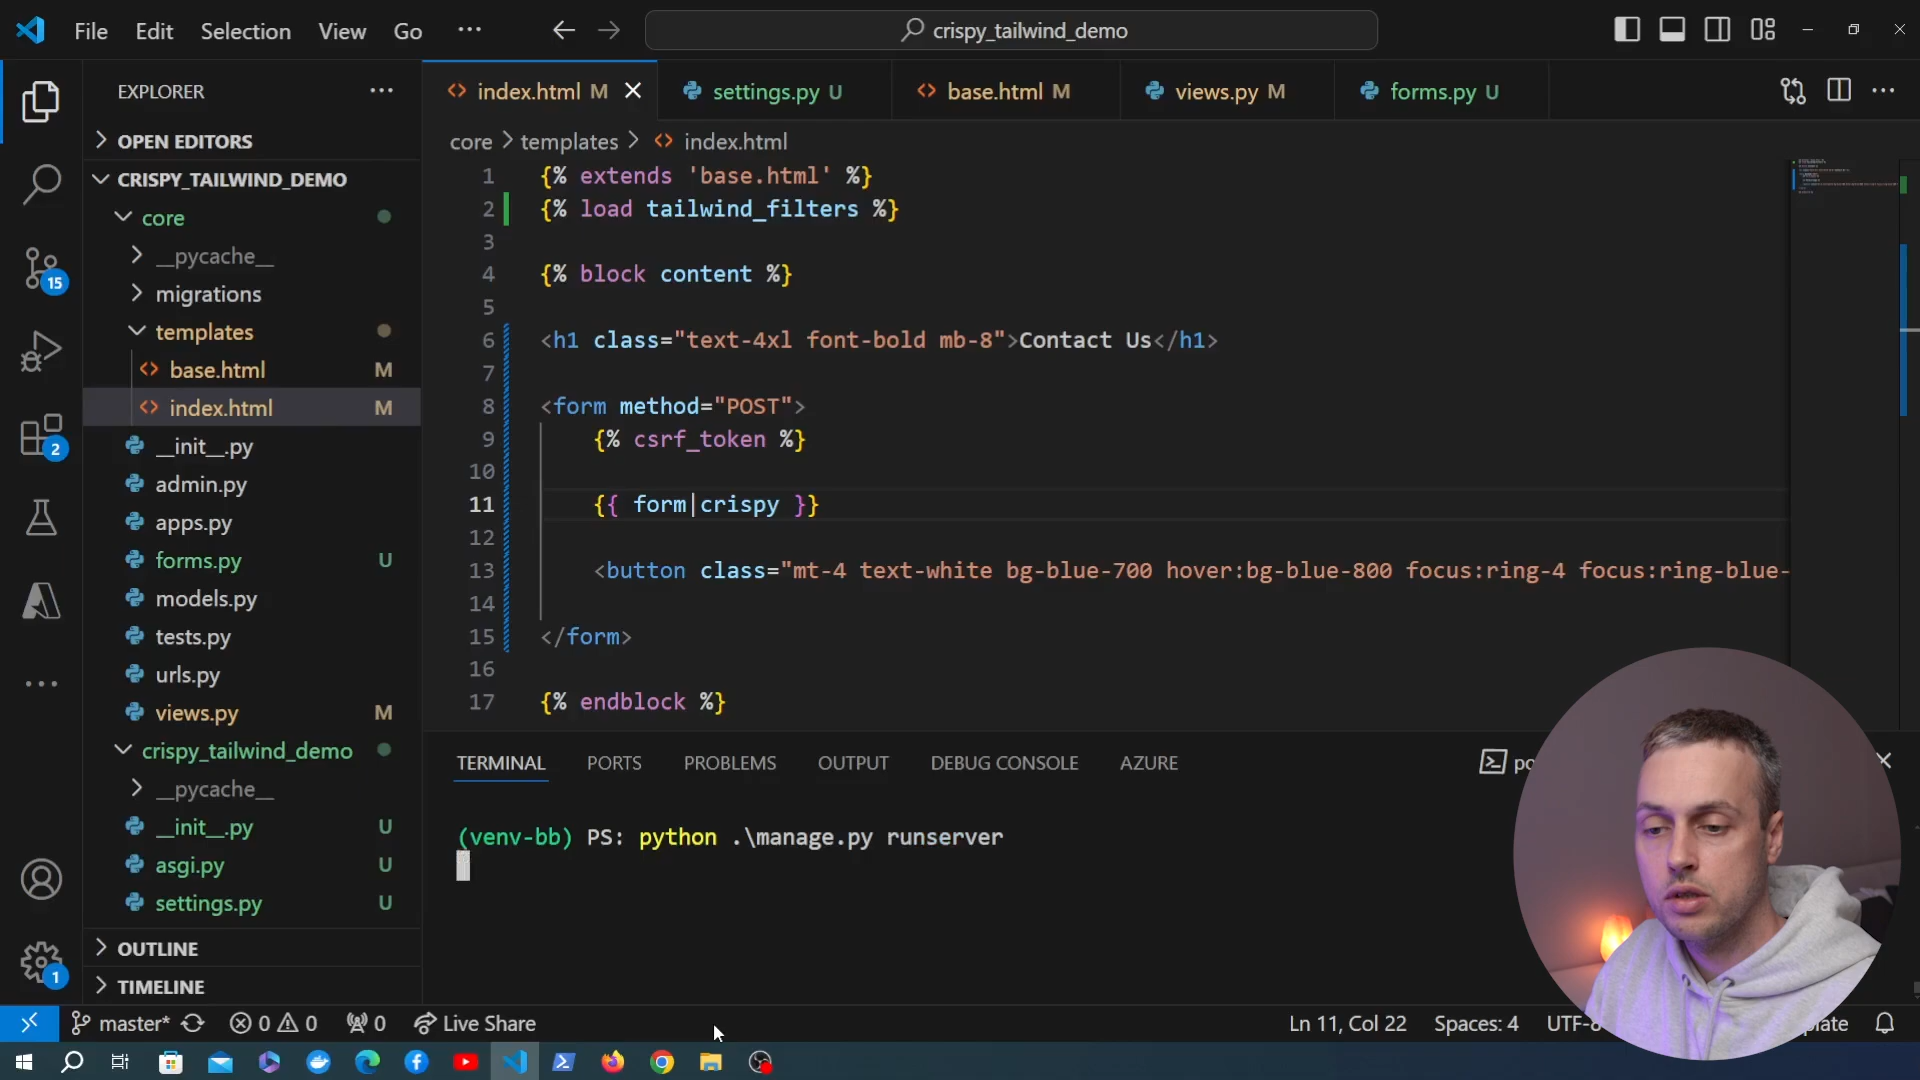 File Edit Selection View Go ··· crispy_tailwind_demo
EXPLORER ···
index.html M
settings.py U
base.html M
views.py M
forms.py U
OPEN EDITORS
CRISPY_TAILWIND_DEMO
core
__pycache__
migrations
templates
base.html M
index.html M
__init__.py
admin.py
apps.py
forms.py U
models.py
tests.py
urls.py
views.py M
crispy_tailwind_demo
__pycache__
__init__.py U
asgi.py U
settings.py U
OUTLINE
TIMELINE
15
2
1
core > templates > index.html
1 {% extends 'base.html' %}
2 {% load tailwind_filters %}
3
4 {% block content %}
5
6 <h1 class="text-4xl font-bold mb-8">Contact Us</h1>
7
8 <form method="POST">
9 {% csrf_token %}
10
11 {{ form|crispy }}
12
13 <button class="mt-4 text-white bg-blue-700 hover:bg-blue-800 focus:ring-4 focus:ring-blue-
14
15 </form>
16
17 {% endblock %}
TERMINAL PORTS PROBLEMS OUTPUT DEBUG CONSOLE AZURE
(venv-bb) PS: python .\manage.py runserver
master* 0 0 0 Live Share
Ln 11, Col 22 Spaces: 4